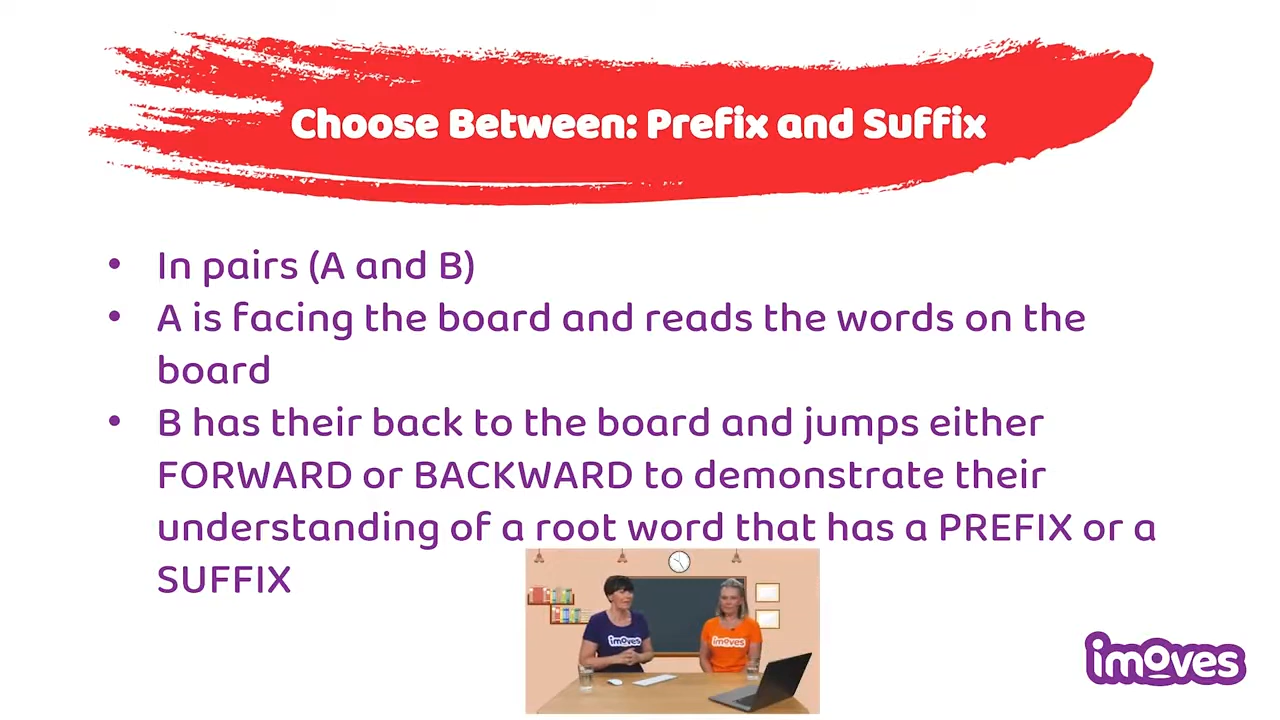 Choose Between: Prefix and Suffix
• In pairs (A and B)
• A is facing the board and reads the words on the
board
• B has their back to the board and jumps either
FORWARD or BACKWARD to demonstrate their
understanding of a root word that has a PREFIX or a
SUFFIX
imoves
imoves
imoves